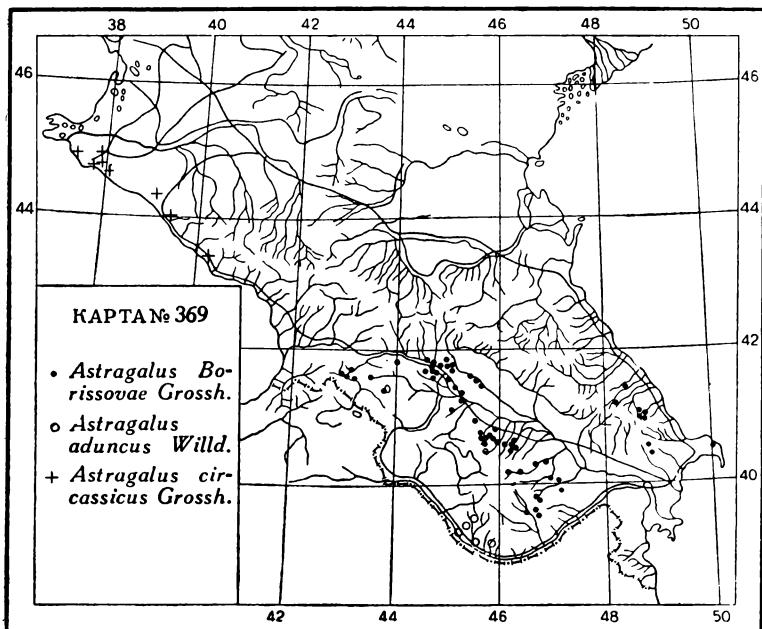 38 40 42 44 46 48 50
46 46
44 44
42
КАРТА № 369
• Astragalus Bo-
rissovae Grossh.
○ Astragalus
aduncus Willd.
+ Astragalus cir-
cassicus Grossh.
42
40
42 44 46 48 50